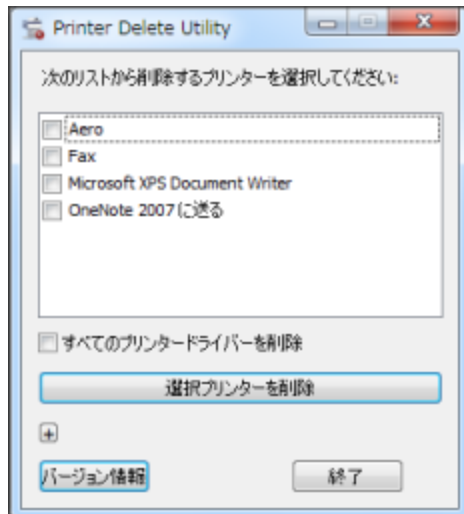 Printer Delete Utility
次のリストから削除するプリンターを選択してください:
Aero
Fax
Microsoft XPS Document Writer
OneNote 2007 に送る
すべてのプリンタードライバーを削除
選択プリンターを削除
バージョン情報
終了